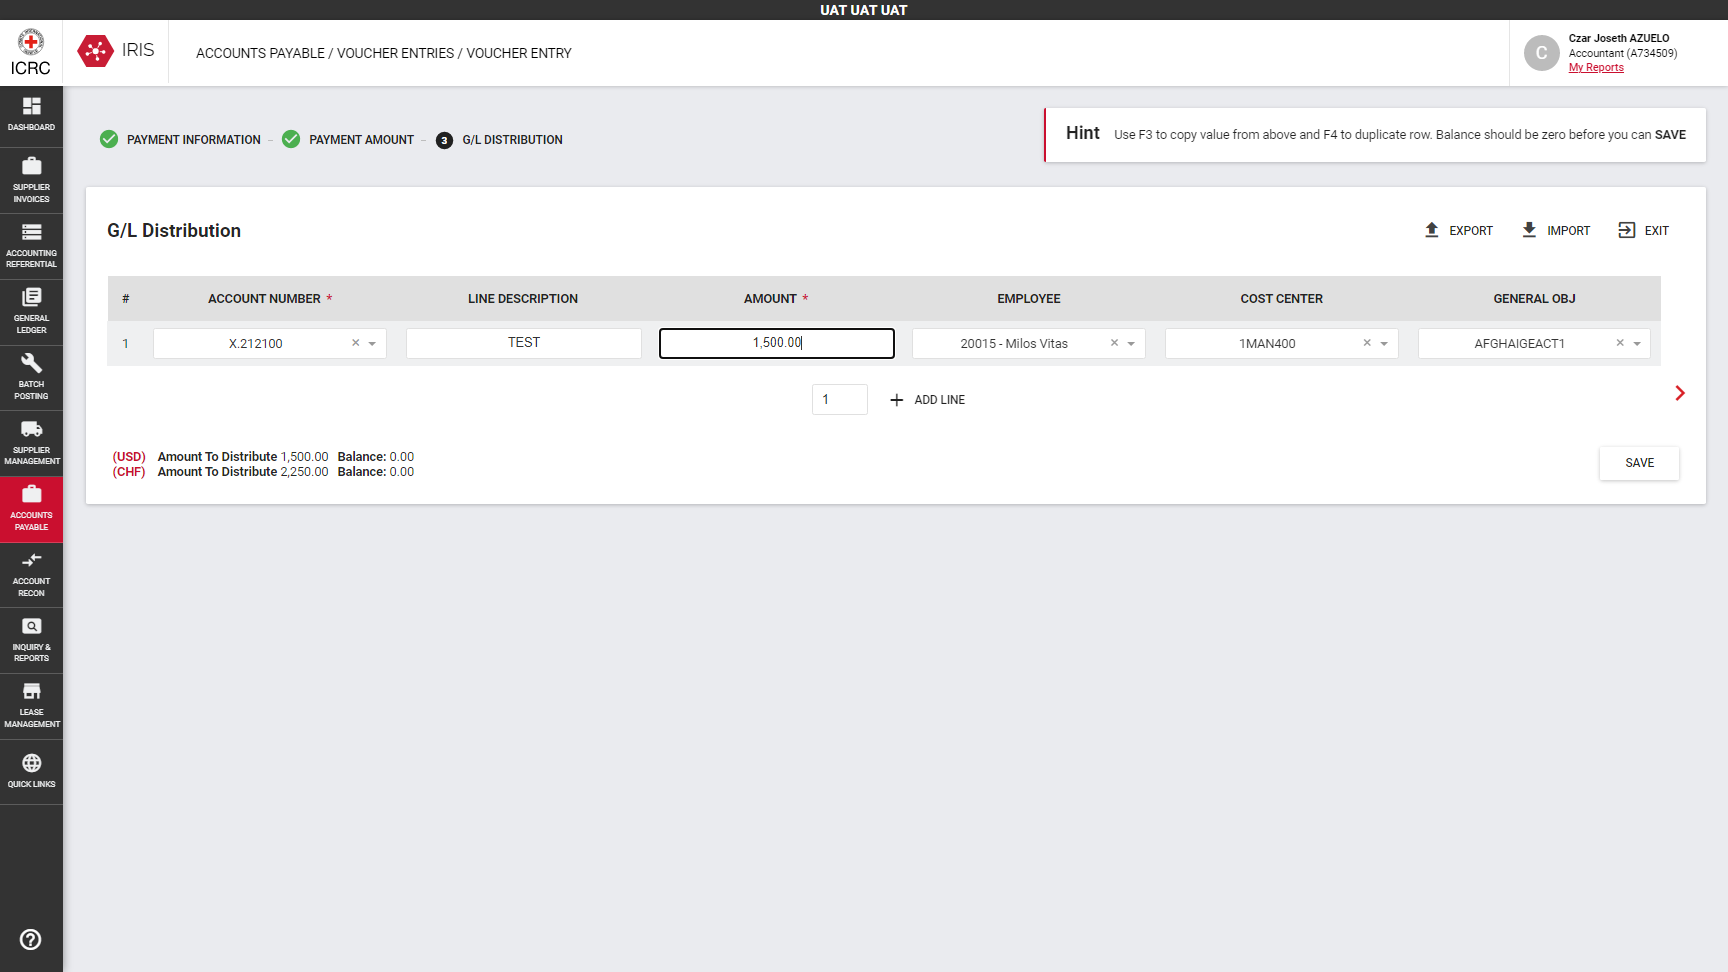 UAT UAT UAT
ICRC
IRIS
ACCOUNTS PAYABLE / VOUCHER ENTRIES / VOUCHER ENTRY
C
Czar Joseth AZUELO
Accountant (A734509)
My Reports
DASHBOARD
SUPPLIER
INVOICES
ACCOUNTING
REFERENTIAL
GENERAL
LEDGER
BATCH
POSTING
SUPPLIER
MANAGEMENT
ACCOUNTS
PAYABLE
ACCOUNT
RECON
INQUIRY &
REPORTS
LEASE
MANAGEMENT
QUICK LINKS
PAYMENT INFORMATION – PAYMENT AMOUNT – 3 G/L DISTRIBUTION
Hint Use F3 to copy value from above and F4 to duplicate row. Balance should be zero before you can SAVE
G/L Distribution
EXPORT IMPORT EXIT
# ACCOUNT NUMBER * LINE DESCRIPTION AMOUNT * EMPLOYEE COST CENTER GENERAL OBJ
1 X.212100 × TEST 1,500.00 20015 - Milos Vitas × 1MAN400 × AFGHAIGEACT1 ×
1 + ADD LINE
(USD) Amount To Distribute 1,500.00 Balance: 0.00
(CHF) Amount To Distribute 2,250.00 Balance: 0.00
SAVE